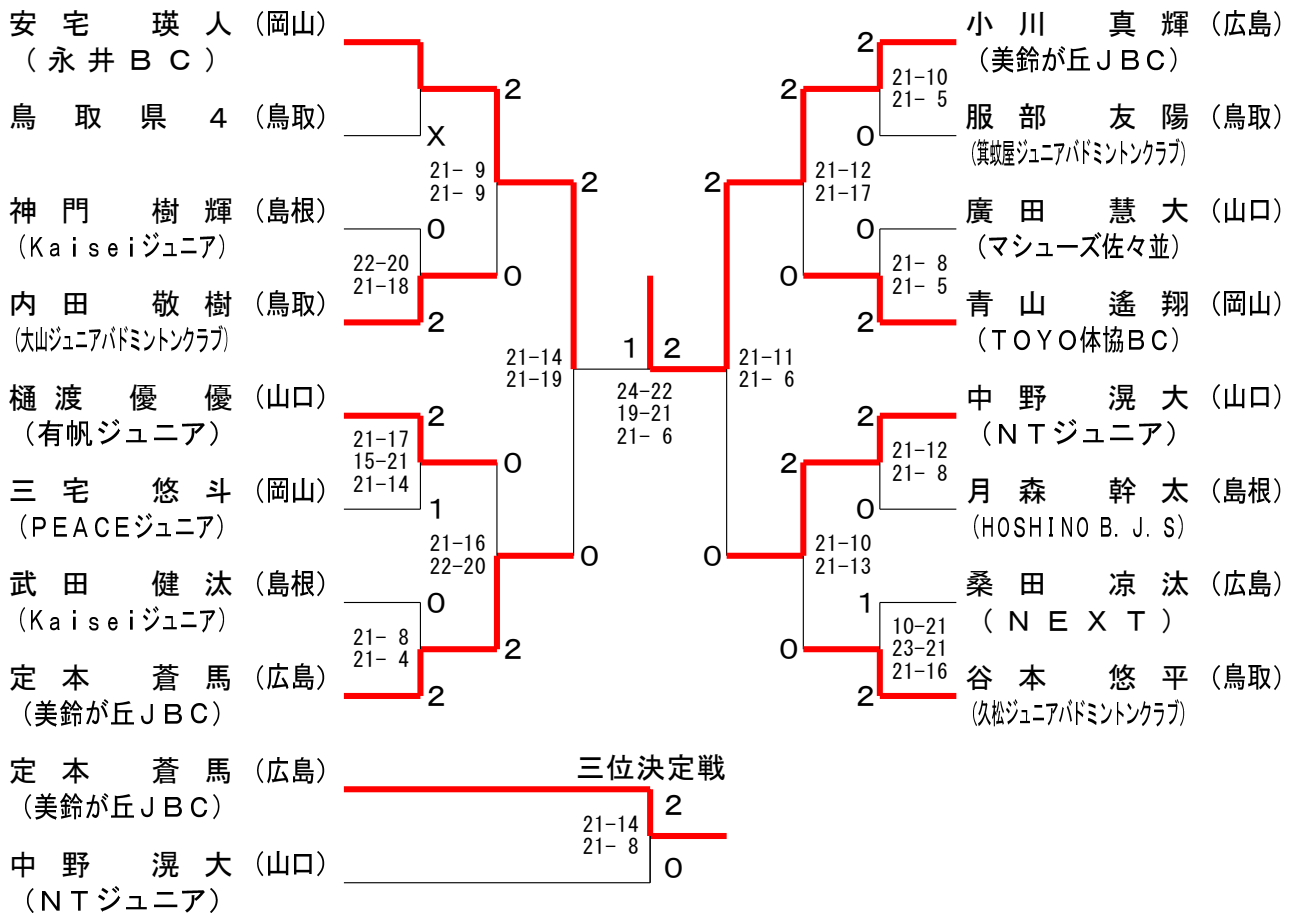 安宅 瑛人 (岡山)
(永井BC)
2
鳥取県4 (鳥取)
X
21- 9
21- 9
2
神門 樹輝 (島根)
(Kaiseiジュニア)
0
22-20
21-18
0
内田 敬樹 (鳥取)
(大山ジュニアバドミントンクラブ)
2
21-14
21-19
樋渡 優優 (山口)
(有帆ジュニア)
2
21-17
15-21
21-14
0
三宅 悠斗 (岡山)
(PEACEジュニア)
1
21-16
22-20
0
武田 健汰 (島根)
(Kaiseiジュニア)
0
21- 8
21- 4
2
定本 蒼馬 (広島)
(美鈴が丘JBC)
2
1 2
24-22
19-21
21- 6
小川 真輝 (広島)
(美鈴が丘JBC)
2
21-10
21- 5
2
服部 友陽 (鳥取)
(箕蚊屋ジュニアバドミントンクラブ)
0
21-12
21-17
2
廣田 慧大 (山口)
(マシューズ佐々並)
0
21- 8
21- 5
0
青山 遙翔 (岡山)
(TOYO体協BC)
2
21-11
21- 6
中野 滉大 (山口)
(NTジュニア)
2
21-12
21- 8
2
月森 幹太 (島根)
(HOSHINO B. J. S)
0
21-10
21-13
0
桑田 凉汰 (広島)
(NEXT)
1
10-21
23-21
21-16
0
谷本 悠平 (鳥取)
(久松ジュニアバドミントンクラブ)
2
三位決定戦
定本 蒼馬 (広島)
(美鈴が丘JBC)
2
21-14
21- 8
中野 滉大 (山口)
(NTジュニア)
0